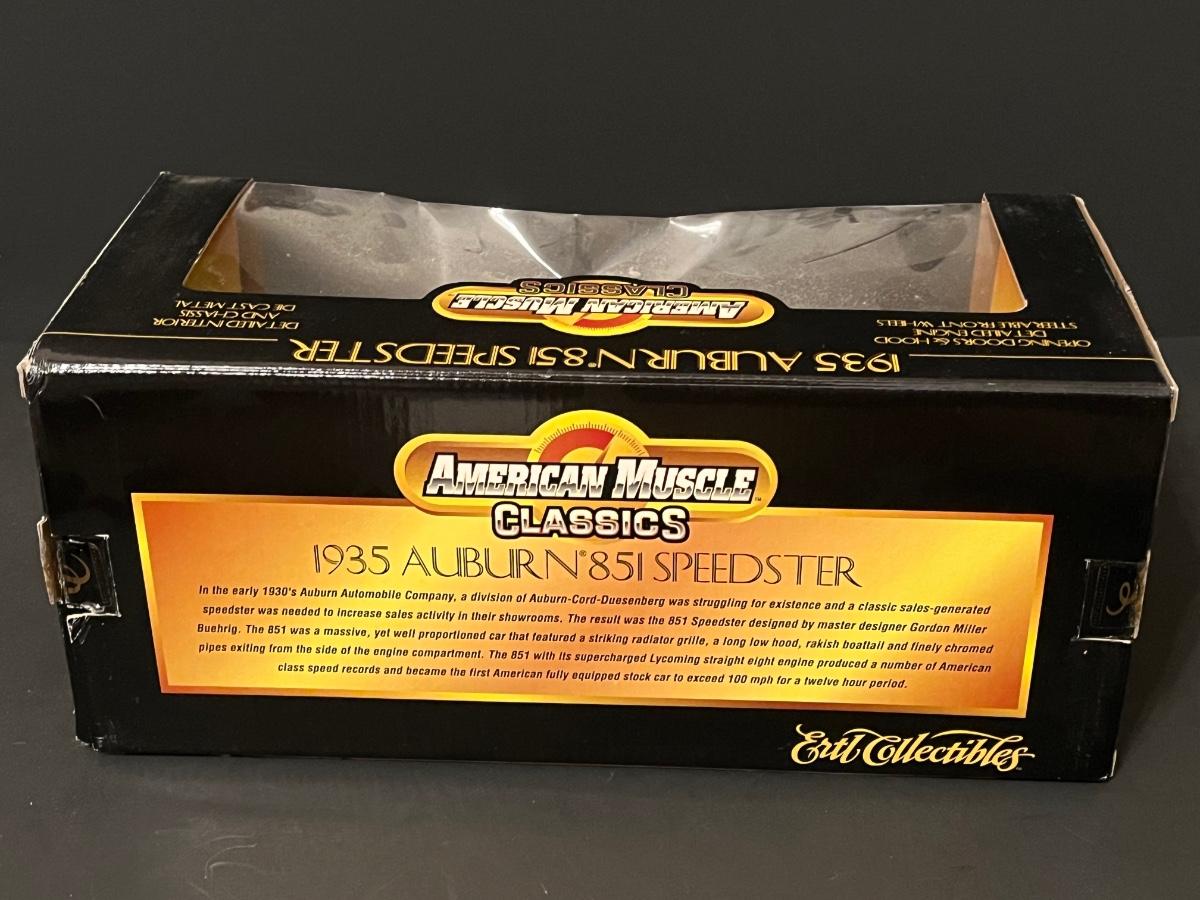 AMERICAN MUSCLE
CLASSICS
DETAILED INTERIOR
AND CHASSIS
DIE CAST METAL
OPENING DOORS & HOOD
DETAILED ENGINE
STEERABLE FRONT WHEELS
1935 AUBURN® 851 SPEEDSTER
AMERICAN MUSCLE™
CLASSICS
1935 AUBURN® 851 SPEEDSTER
In the early 1930's Auburn Automobile Company, a division of Auburn-Cord-Duesenberg was struggling for existence and a classic sales-generated
speedster was needed to increase sales activity in their showrooms. The result was the 851 Speedster designed by master designer Gordon Miller
Buehrig. The 851 was a massive, yet well proportioned car that featured a striking radiator grille, a long low hood, rakish boattail and finely chromed
pipes exiting from the side of the engine compartment. The 851 with its supercharged Lycoming straight eight engine produced a number of American
class speed records and became the first American fully equipped stock car to exceed 100 mph for a twelve hour period.
Ertl Collectibles™